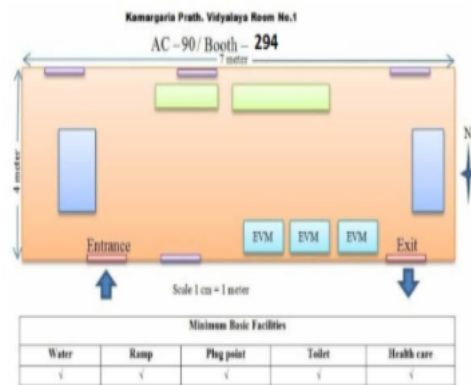 Kamargaria Prath. Vidyalaya Room No.1
AC – 90 / Booth – 294
7 meter
4 meter
N
EVM EVM EVM
Entrance
Exit
Scale 1 cm = 1 meter
Minimum Basic Facilities
Water Ramp Plug point Toilet Health care
√ √ √ √ √